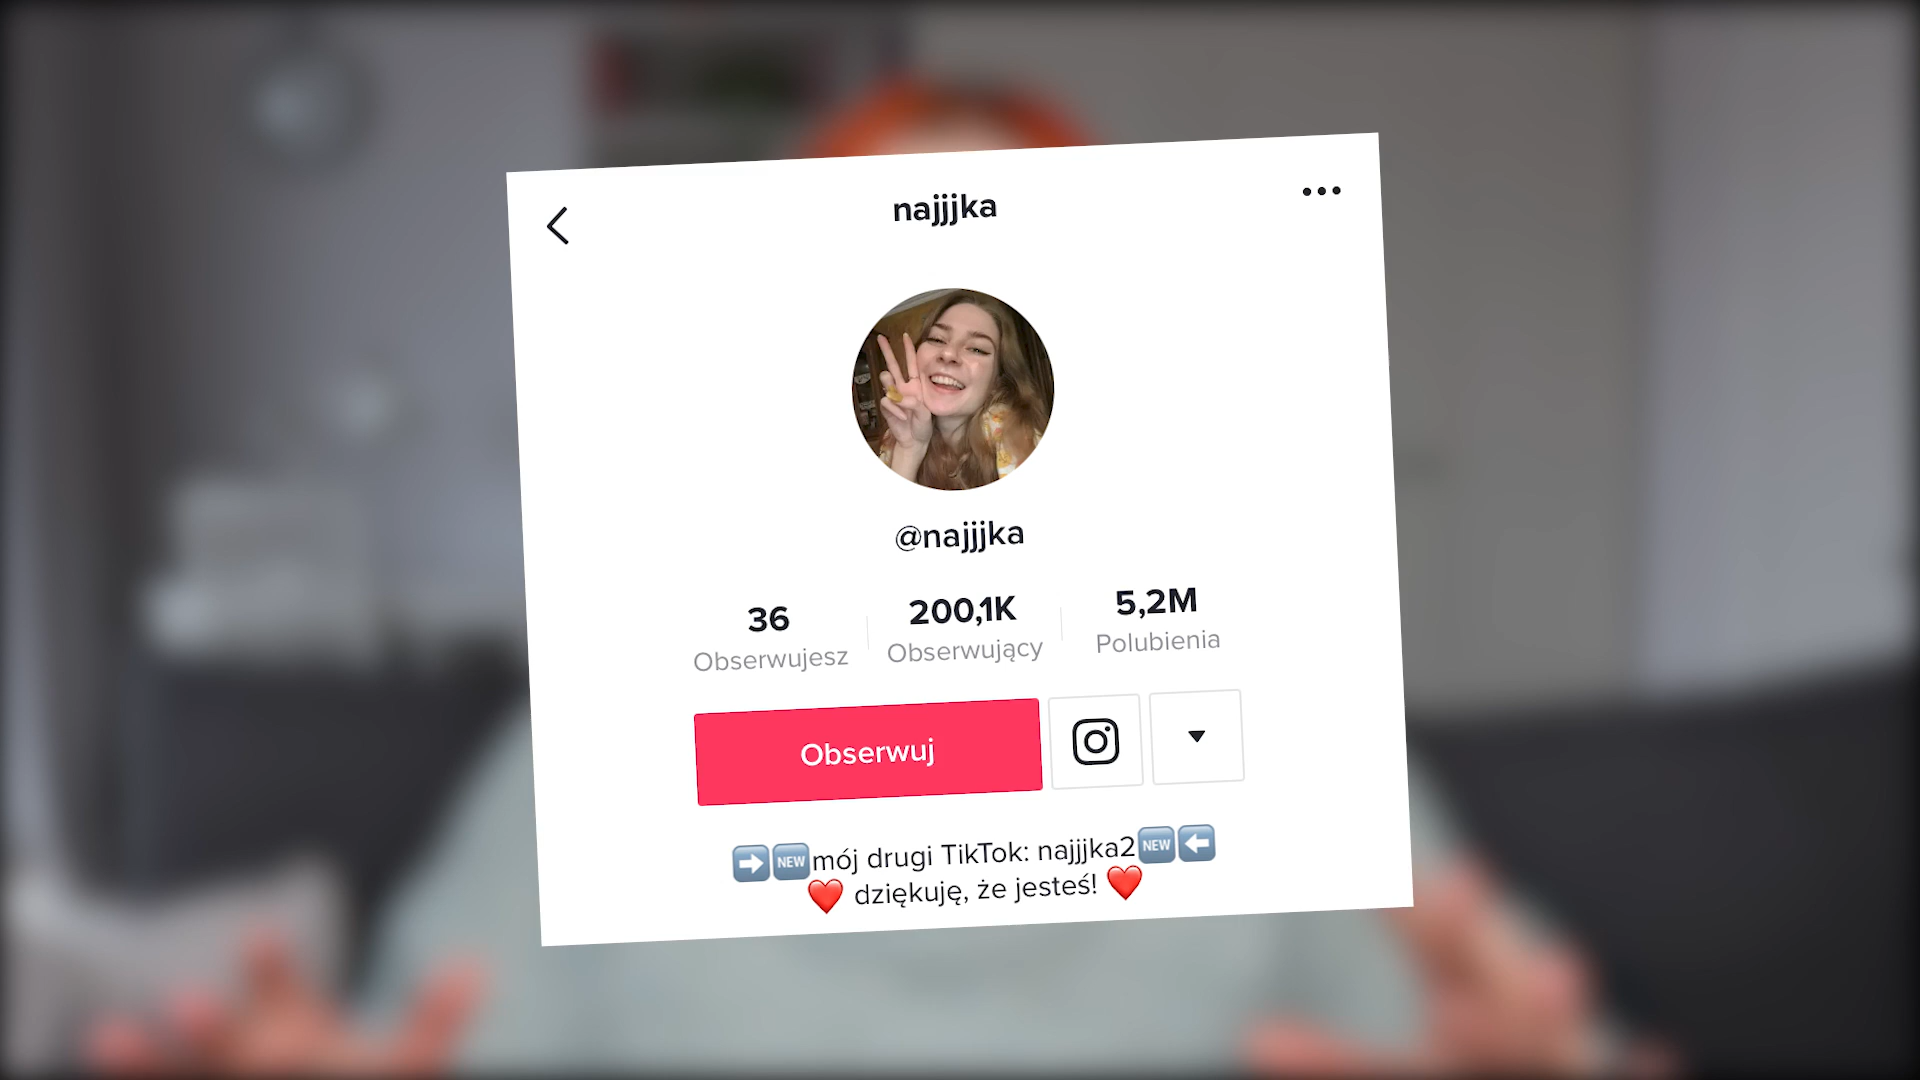 najjjka
@najjjka
36 200,1K 5,2M
Obserwujesz Obserwujący Polubienia
Obserwuj
➡️🆕mój drugi TikTok: najjjka2🆕⬅️
❤️ dziękuję, że jesteś! ❤️